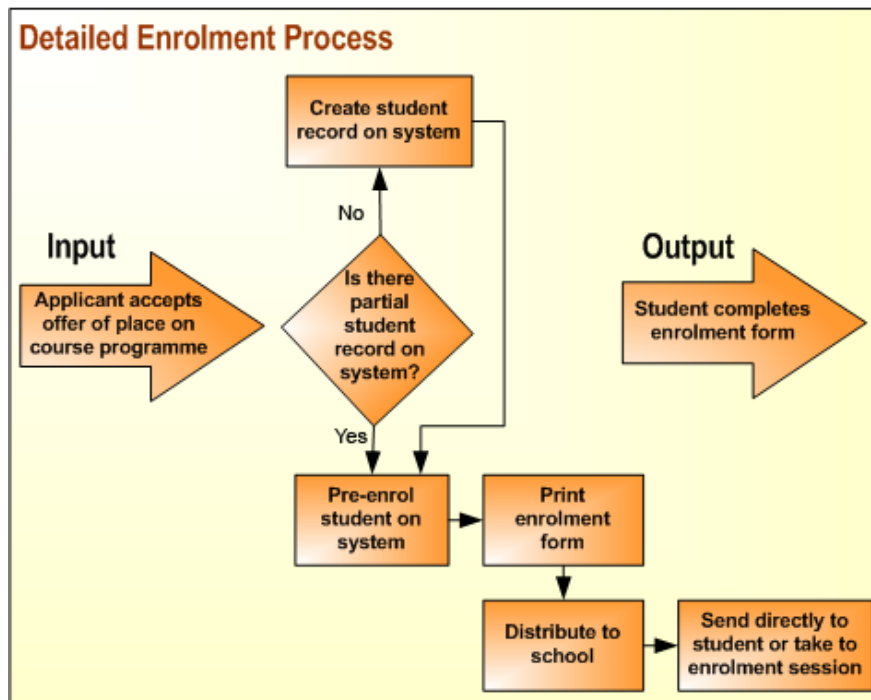 Detailed Enrolment Process
Create student
record on system
No
Input
Applicant accepts
offer of place on
course programme
Is there
partial
student
record on
system?
Output
Student completes
enrolment form
Yes
Pre-enrol
student on
system
Print
enrolment
form
Distribute to
school
Send directly to
student or take to
enrolment session